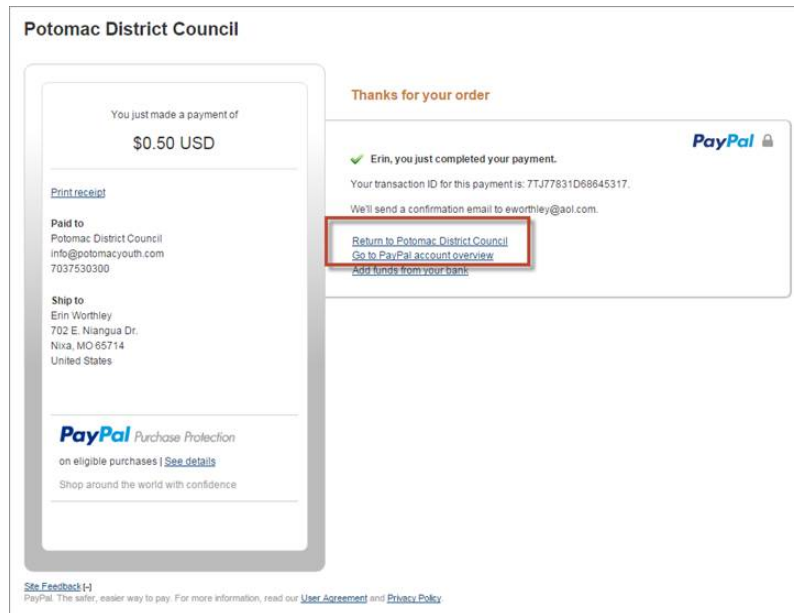 Potomac District Council
You just made a payment of
$0.50 USD
Print receipt
Paid to
Potomac District Council
info@potomacyouth.com
7037530300
Ship to
Erin Worthley
702 E. Niangua Dr.
Nixa, MO 65714
United States
PayPal Purchase Protection
on eligible purchases | See details
Shop around the world with confidence
Thanks for your order
PayPal
Erin, you just completed your payment.
Your transaction ID for this payment is: 7TJ77831D68645317.
We'll send a confirmation email to eworthley@aol.com.
Return to Potomac District Council
Go to PayPal account overview
Add funds from your bank
Site Feedback [-]
PayPal. The safer, easier way to pay. For more information, read our User Agreement and Privacy Policy.